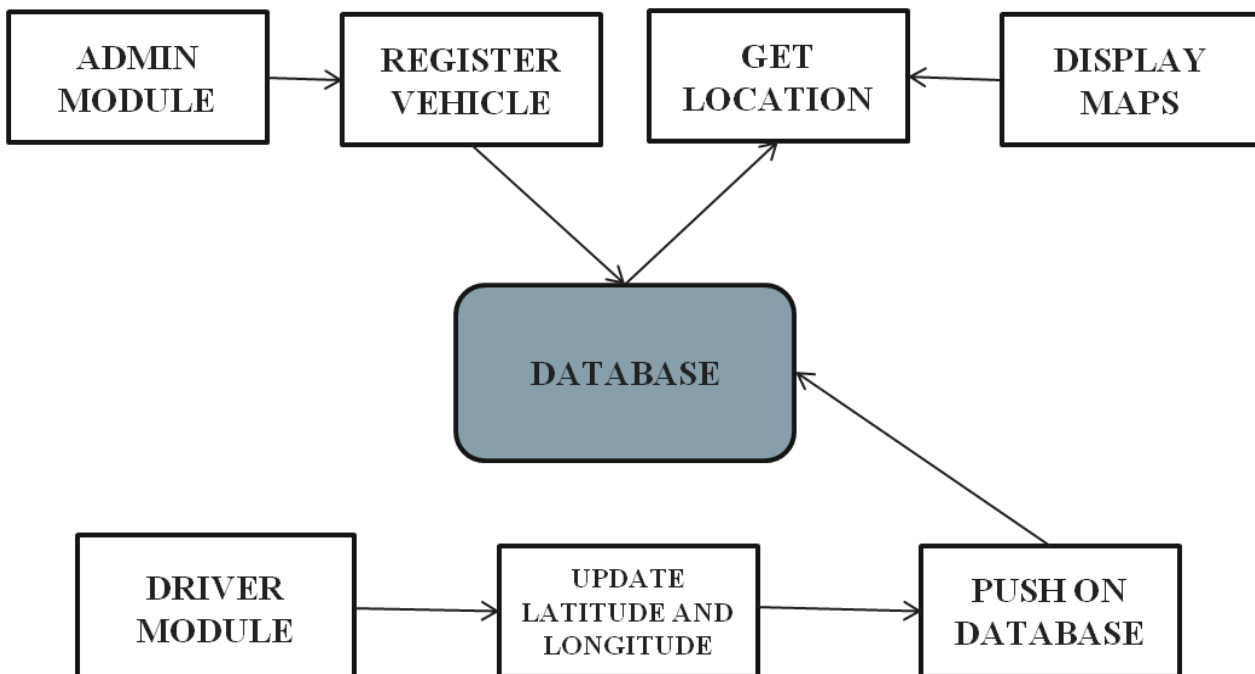 ADMIN
MODULE
REGISTER
VEHICLE
GET
LOCATION
DISPLAY
MAPS
DATABASE
DRIVER
MODULE
UPDATE
LATITUDE AND
LONGITUDE
PUSH ON
DATABASE